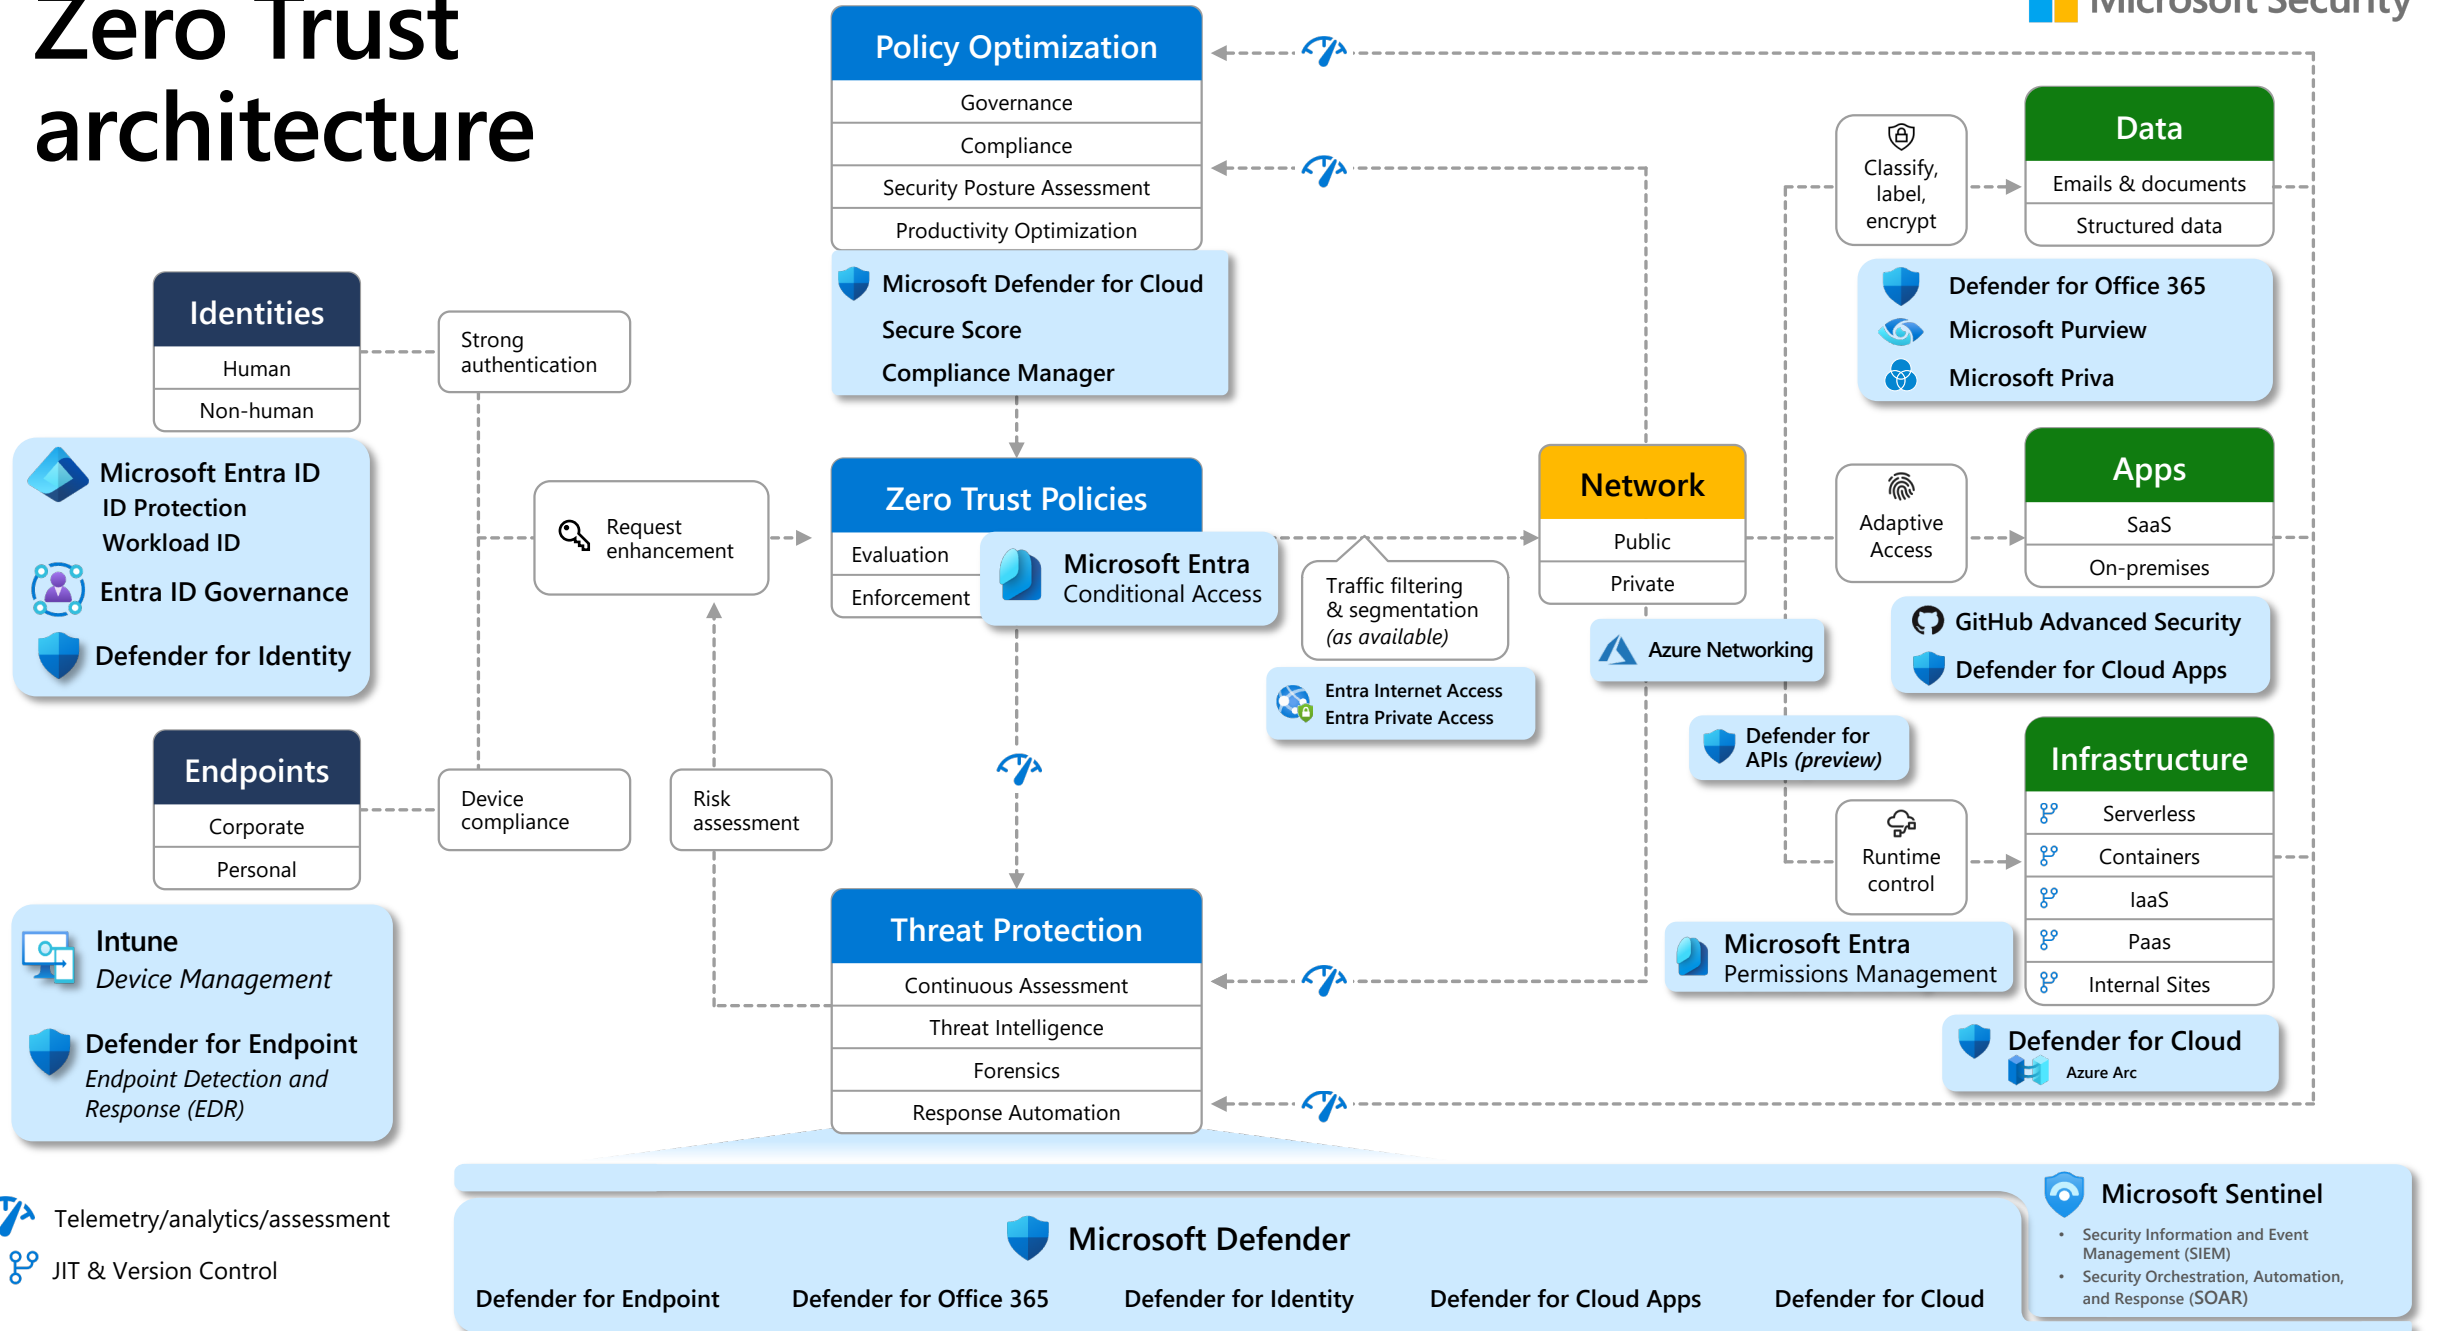 Zero Trust
architecture
Microsoft Security
Policy Optimization
Governance
Compliance
Security Posture Assessment
Productivity Optimization
Microsoft Defender for Cloud
Secure Score
Compliance Manager
Identities
Human
Non-human
Strong
authentication
Microsoft Entra ID
ID Protection
Workload ID
Entra ID Governance
Defender for Identity
Endpoints
Corporate
Personal
Device
compliance
Intune
Device Management
Defender for Endpoint
Endpoint Detection and
Response (EDR)
Request
enhancement
Risk
assessment
Zero Trust Policies
Evaluation
Enforcement
Microsoft Entra
Conditional Access
Traffic filtering
& segmentation
(as available)
Entra Internet Access
Entra Private Access
Network
Public
Private
Azure Networking
Classify,
label,
encrypt
Data
Emails & documents
Structured data
Defender for Office 365
Microsoft Purview
Microsoft Priva
Adaptive
Access
Apps
SaaS
On-premises
GitHub Advanced Security
Defender for Cloud Apps
Defender for
APIs (preview)
Runtime
control
Infrastructure
Serverless
Containers
IaaS
Paas
Internal Sites
Microsoft Entra
Permissions Management
Defender for Cloud
Azure Arc
Threat Protection
Continuous Assessment
Threat Intelligence
Forensics
Response Automation
Telemetry/analytics/assessment
JIT & Version Control
Microsoft Defender
Defender for Endpoint
Defender for Office 365
Defender for Identity
Defender for Cloud Apps
Defender for Cloud
Microsoft Sentinel
• Security Information and Event
Management (SIEM)
• Security Orchestration, Automation,
and Response (SOAR)